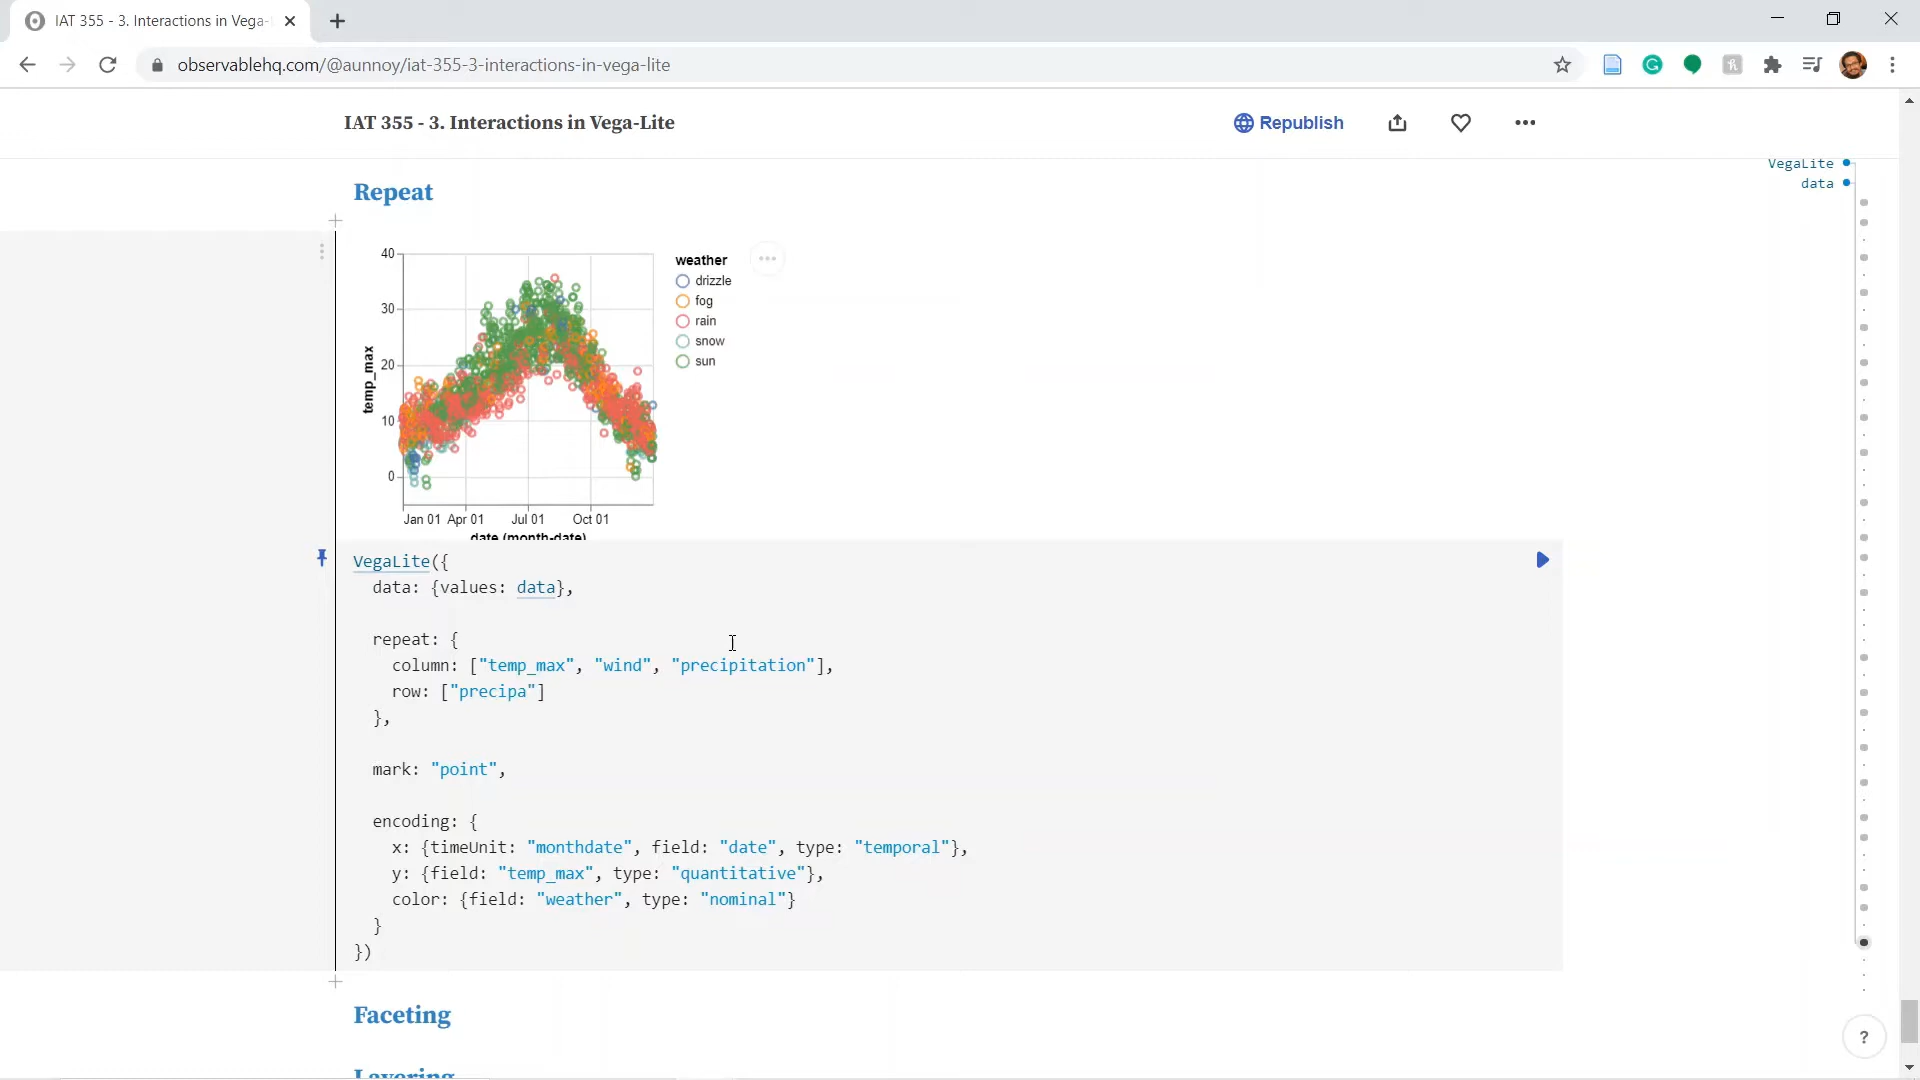 IAT 355 - 3. Interactions in Vega-
observablehq.com/@aunnoy/iat-355-3-interactions-in-vega-lite
IAT 355 - 3. Interactions in Vega-Lite
Republish
VegaLite
data
Repeat
40
30
20
10
0
temp_max
Jan 01 Apr 01 Jul 01 Oct 01
date (month-date)
weather
drizzle
fog
rain
snow
sun
VegaLite({
data: {values: data},
repeat: {
column: ["temp_max", "wind", "precipitation"],
row: ["precipa"]
},
mark: "point",
encoding: {
x: {timeUnit: "monthdate", field: "date", type: "temporal"},
y: {field: "temp_max", type: "quantitative"},
color: {field: "weather", type: "nominal"}
}
})
Faceting
Layering
?